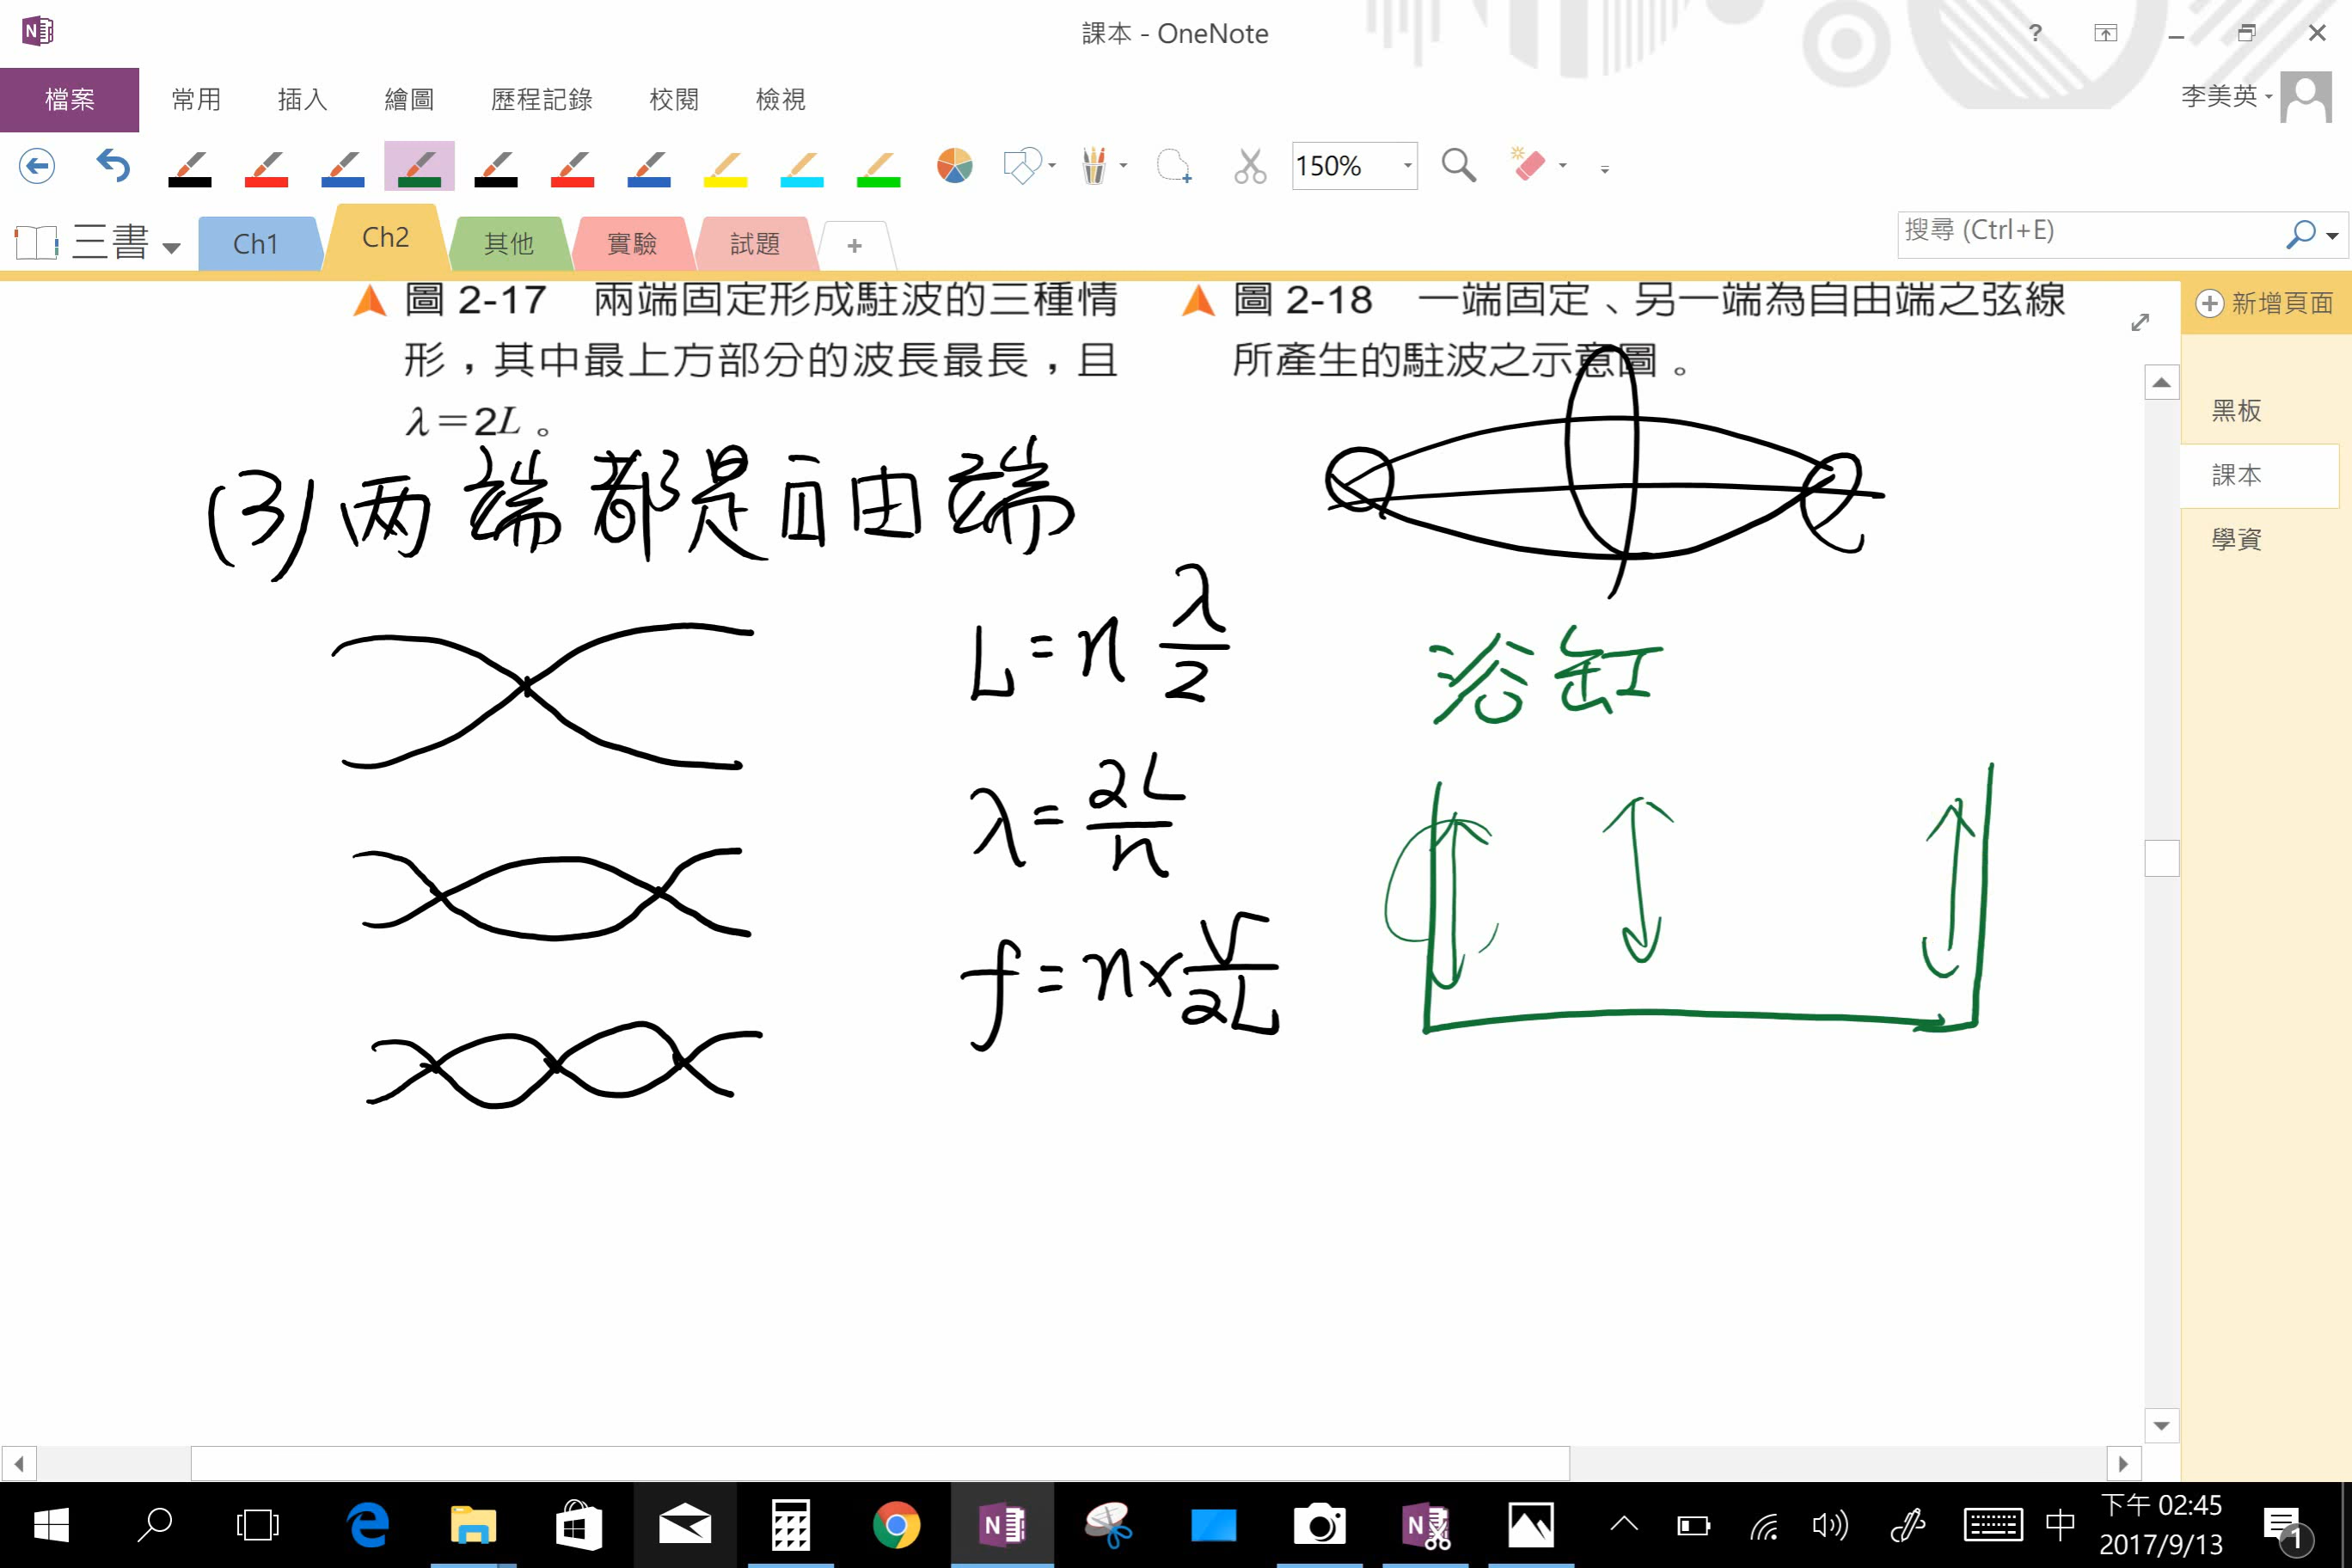 課本 - OneNote
?
檔案 常用 插入 繪圖 歷程記錄 校閱 檢視
李美英
150%
三書 Ch1 Ch2 其他 實驗 試題 +
搜尋 (Ctrl+E)
新增頁面
黑板
課本
學資
圖 2-17 兩端固定形成駐波的三種情
形，其中最上方部分的波長最長，且
λ＝2L。
圖 2-18 一端固定、另一端為自由端之弦線
所產生的駐波之示意圖。
(3) 两端都是自由端
L = n λ/2
λ = 2L/n
f = n x v/2L
浴缸
中
下午 02:45
2017/9/13
1